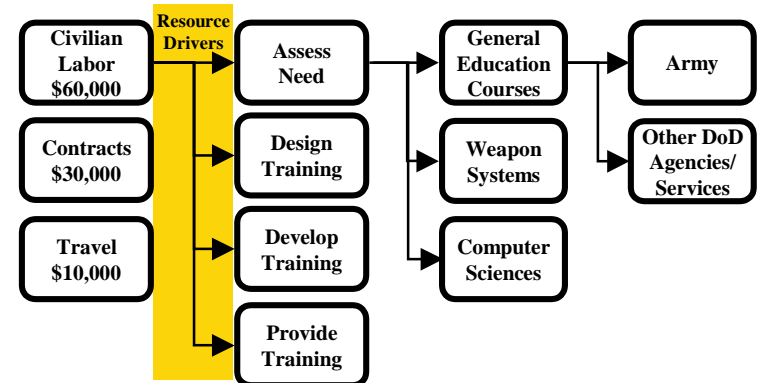 Resource
Drivers
Civilian
Labor
$60,000
Contracts
$30,000
Travel
$10,000
Assess
Need
Design
Training
Develop
Training
Provide
Training
General
Education
Courses
Weapon
Systems
Computer
Sciences
Army
Other DoD
Agencies/
Services